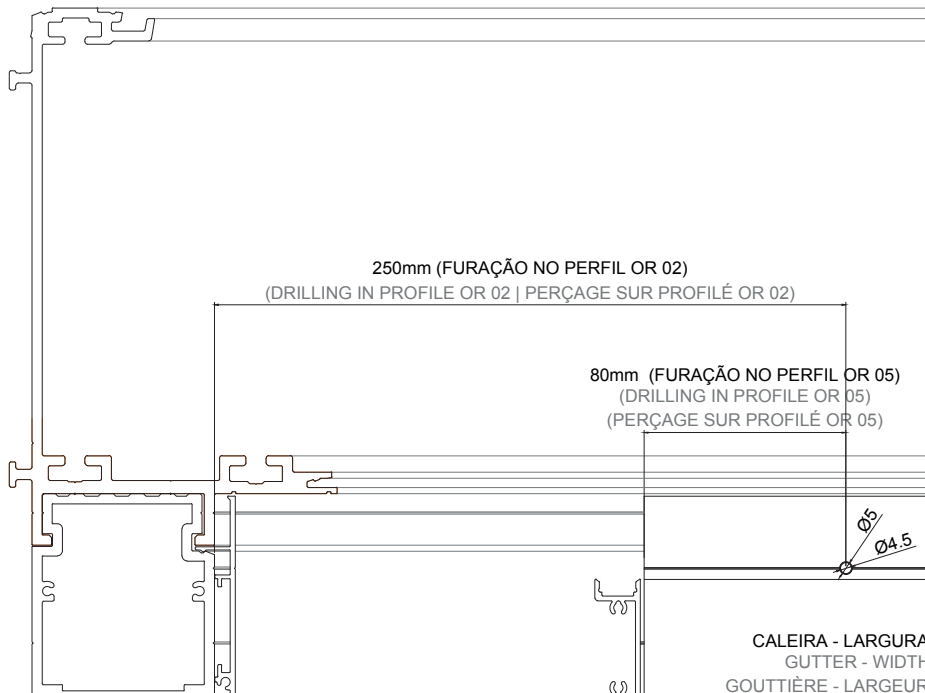 250mm (FURAÇÃO NO PERFIL OR 02)
(DRILLING IN PROFILE OR 02 | PERÇAGE SUR PROFILÉ OR 02)
80mm (FURAÇÃO NO PERFIL OR 05)
(DRILLING IN PROFILE OR 05)
(PERÇAGE SUR PROFILÉ OR 05)
Ø5
Ø4.5
CALEIRA - LARGURA
GUTTER - WIDTH
GOUTTIÈRE - LARGEUR